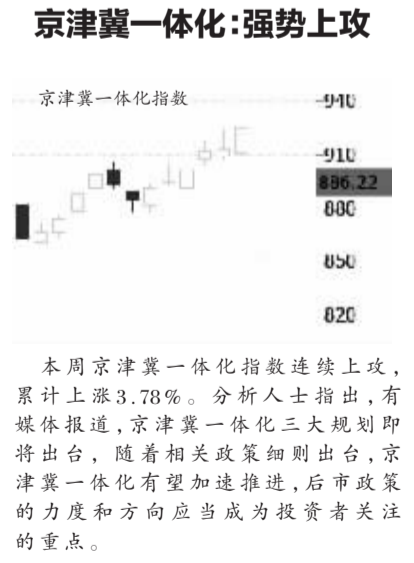 京津冀一体化:强势上攻
京津冀一体化指数
940
910
886.22
880
850
820
本周京津冀一体化指数连续上攻,
累计上涨3.78%。分析人士指出,有
媒体报道,京津冀一体化三大规划即
将出台，随着相关政策细则出台,京
津冀一体化有望加速推进,后市政策
的力度和方向应当成为投资者关注
的重点。